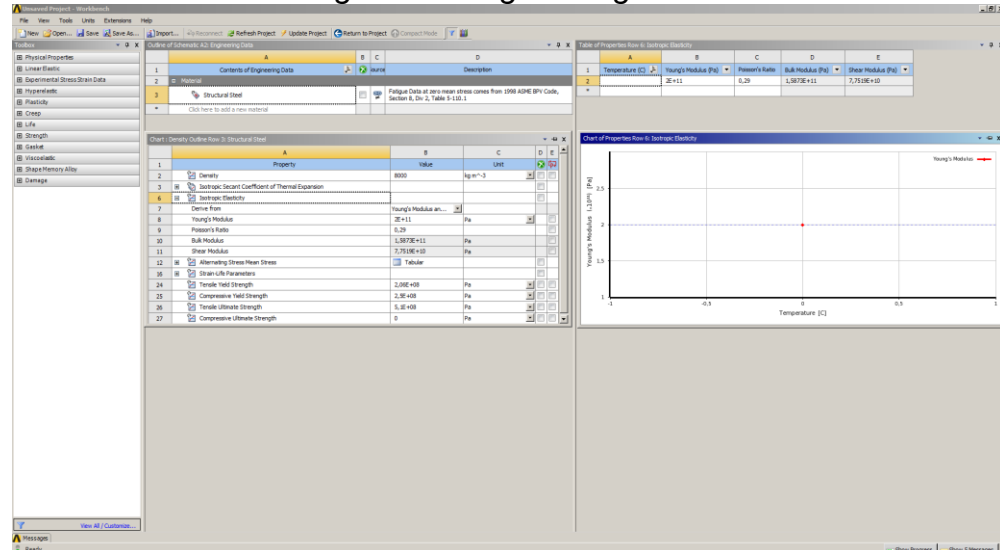 Unsaved Project - Workbench
File View Tools Units Extensions Help
New Open... Save Save As... Import... Reconnect Refresh Project Update Project Return to Project Compact Mode
Toolbox
Physical Properties
Linear Elastic
Experimental Stress Strain Data
Hyperelastic
Plasticity
Creep
Life
Strength
Gasket
Viscoelastic
Shape Memory Alloy
Damage
View All / Customize...
Outline of Schematic A2: Engineering Data
A B C D
1 Contents of Engineering Data Source Description
2 Material
3 Structural Steel Fatigue Data at zero mean stress comes from 1998 ASME BPV Code, Section 8, Div 2, Table 5-110.1
* Click here to add a new material
Chart : Density Outline Row 3: Structural Steel
A B C D E
1 Property Value Unit
2 Density 8000 kg m^-3
3 Isotropic Secant Coefficient of Thermal Expansion
6 Isotropic Elasticity
7 Derive from Young's Modulus an...
8 Young's Modulus 2E+11 Pa
9 Poisson's Ratio 0,29
10 Bulk Modulus 1,5873E+11 Pa
11 Shear Modulus 7,7519E+10 Pa
12 Alternating Stress Mean Stress Tabular
16 Strain-Life Parameters
24 Tensile Yield Strength 2,06E+08 Pa
25 Compressive Yield Strength 2,5E+08 Pa
26 Tensile Ultimate Strength 5,1E+08 Pa
27 Compressive Ultimate Strength 0 Pa
Table of Properties Row 6: Isotropic Elasticity
A B C D E
1 Temperature (C) Young's Modulus (Pa) Poisson's Ratio Bulk Modulus (Pa) Shear Modulus (Pa)
2 2E+11 0,29 1,5873E+11 7,7519E+10
*
Chart of Properties Row 6: Isotropic Elasticity
Young's Modulus
Young's Modulus (.10¹¹) [Pa]
2,5
2
1,5
1
-1 -0,5 0 0,5 1
Temperature [C]
Messages
Ready
Show Progress Show 5 Messages